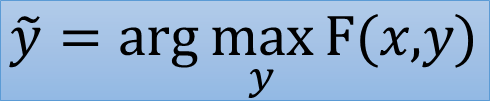 ỹ = arg max F(x,y)
y